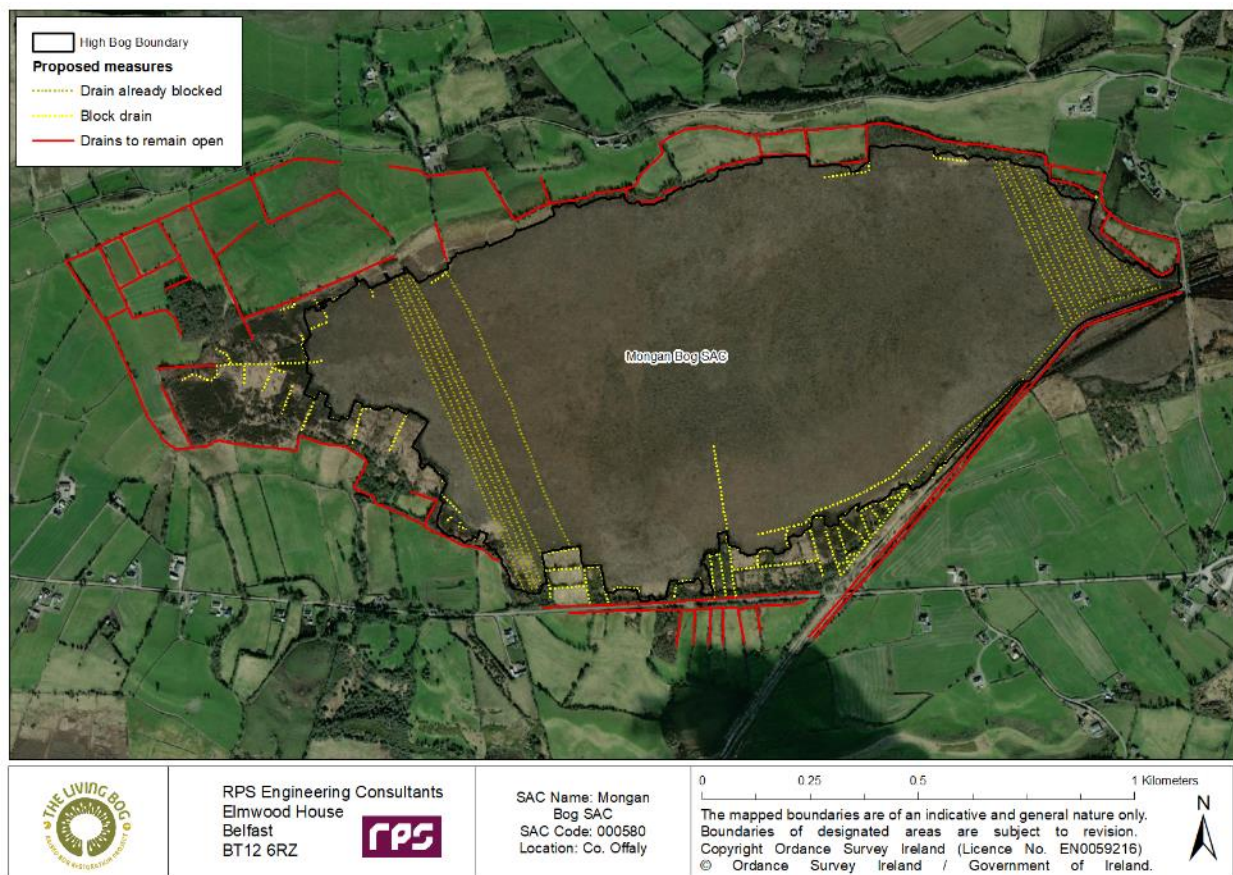 High Bog Boundary
Proposed measures
Drain already blocked
Block drain
Drains to remain open
Mongan Bog SAC
THE LIVING BOG
RAISED BOG RESTORATION PROJECT
RPS Engineering Consultants
Elmwood House
Belfast
BT12 6RZ
rps
SAC Name: Mongan
Bog SAC
SAC Code: 000580
Location: Co. Offaly
0 0.25 0.5 1 Kilometers
The mapped boundaries are of an indicative and general nature only.
Boundaries of designated areas are subject to revision.
Copyright Ordance Survey Ireland (Licence No. EN0059216)
© Ordance Survey Ireland / Government of Ireland.
N